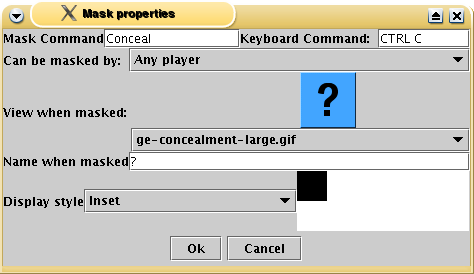 Mask properties
Mask Command Conceal Keyboard Command: CTRL C
Can be masked by: Any player
?
View when masked:
ge-concealment-large.gif
Name when masked ?
Display style Inset
Ok Cancel